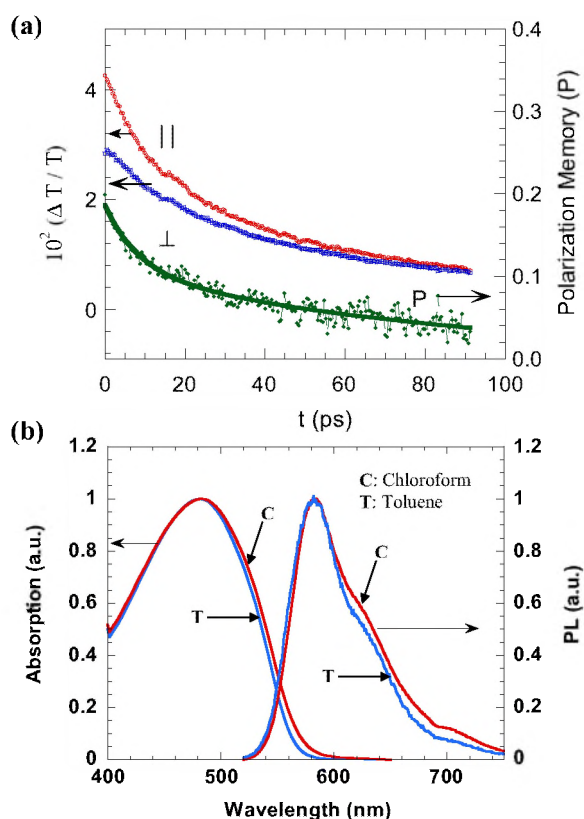 (a)
10² (Δ T / T)
4
2
0
||
⊥
P
0.4
0.3
0.2
0.1
0.0
Polarization Memory (P)
0 20 40 60 80 100
t (ps)
(b)
Absorption (a.u.)
1.2
1
0.8
0.6
0.4
0.2
0
C: Chloroform
T: Toluene
C
T
C
T
1.2
1
0.8
0.6
0.4
0.2
0
PL (a.u.)
400 500 600 700
Wavelength (nm)